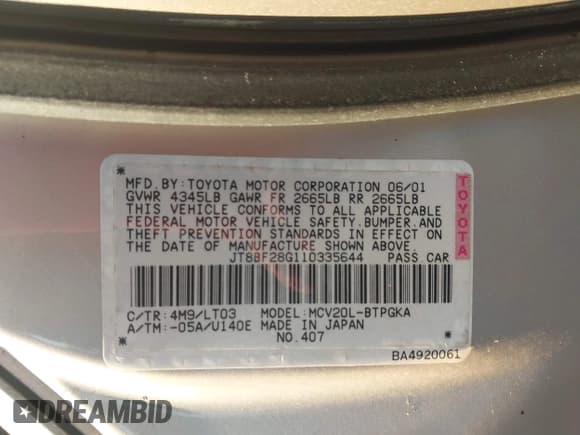 MFD.BY:TOYOTA MOTOR CORPORATION 06/01
GVWR 4345LB GAWR FR 2665LB RR 2665LB
THIS VEHICLE CONFORMS TO ALL APPLICABLE
FEDERAL MOTOR VEHICLE SAFETY,BUMPER,AND
THEFT PREVENTION STANDARDS IN EFFECT ON
THE DATE OF MANUFACTURE SHOWN ABOVE.
JT8BF28G110335644 PASS.CAR
TOYOTA
C/TR:4M9/LT03 MODEL:MCV20L-BTPGKA
A/TM:-05A/U140E MADE IN JAPAN
NO.407
BA4920061
DREAMBID